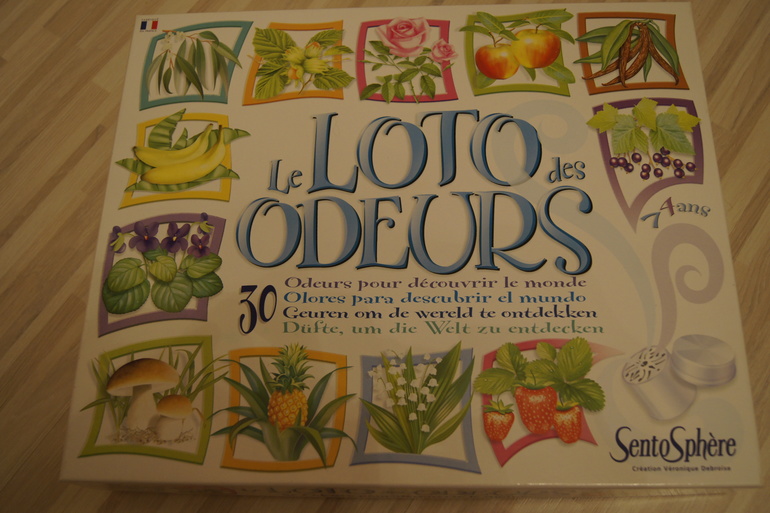 Le LOTO des
ODEURS
4 ans
30
Odeurs pour découvrir le monde
Olores para descubrir el mundo
Geuren om de wereld te ontdekken
Düfte, um die Welt zu entdecken
SentoSphère
Création Véronique Debroise